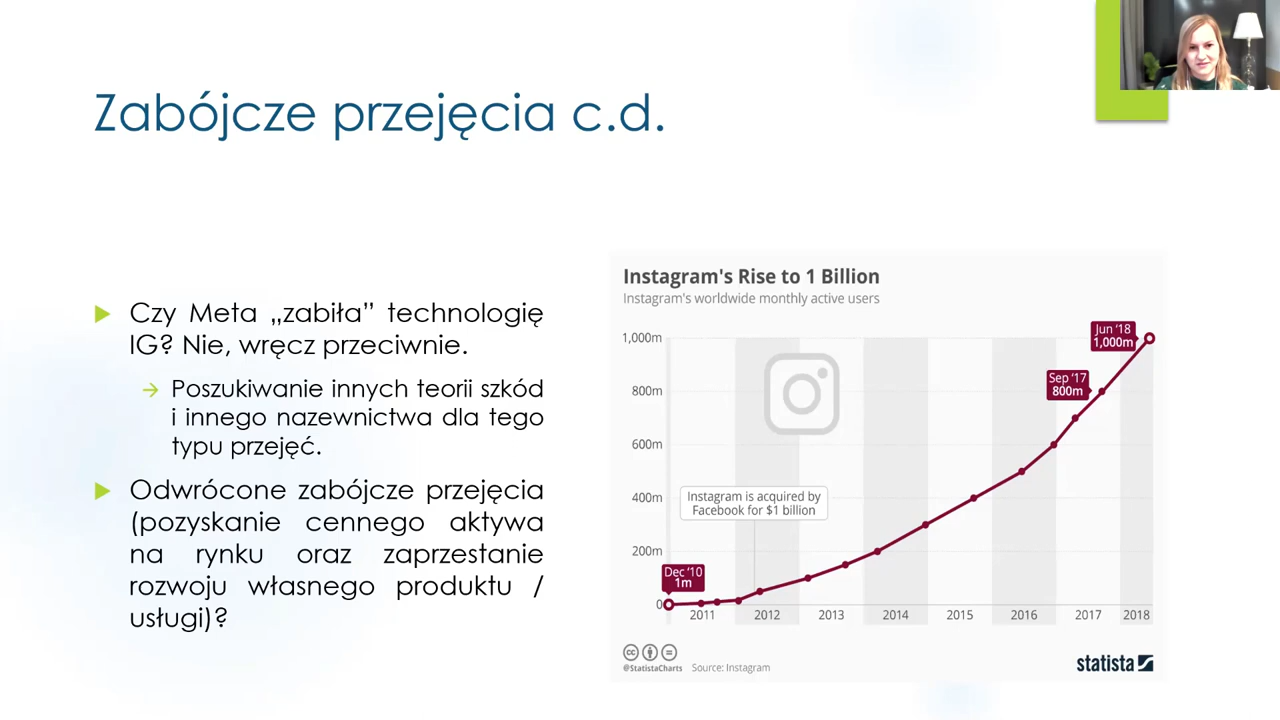 Zabójcze przejęcia c.d.
Czy Meta „zabiła” technologię
IG? Nie, wręcz przeciwnie.
Poszukiwanie innych teorii szkód
i innego nazewnictwa dla tego
typu przejęć.
Odwrócone zabójcze przejęcia
(pozyskanie cennego aktywa
na rynku oraz zaprzestanie
rozwoju własnego produktu /
usługi)?
Instagram's Rise to 1 Billion
Instagram's worldwide monthly active users
1,000m
800m
600m
400m
200m
0
Jun ‘18
1,000m
Sep ‘17
800m
Instagram is acquired by
Facebook for $1 billion
Dec ‘10
1m
2011 2012 2013 2014 2015 2016 2017 2018
@StatistaCharts Source: Instagram
statista